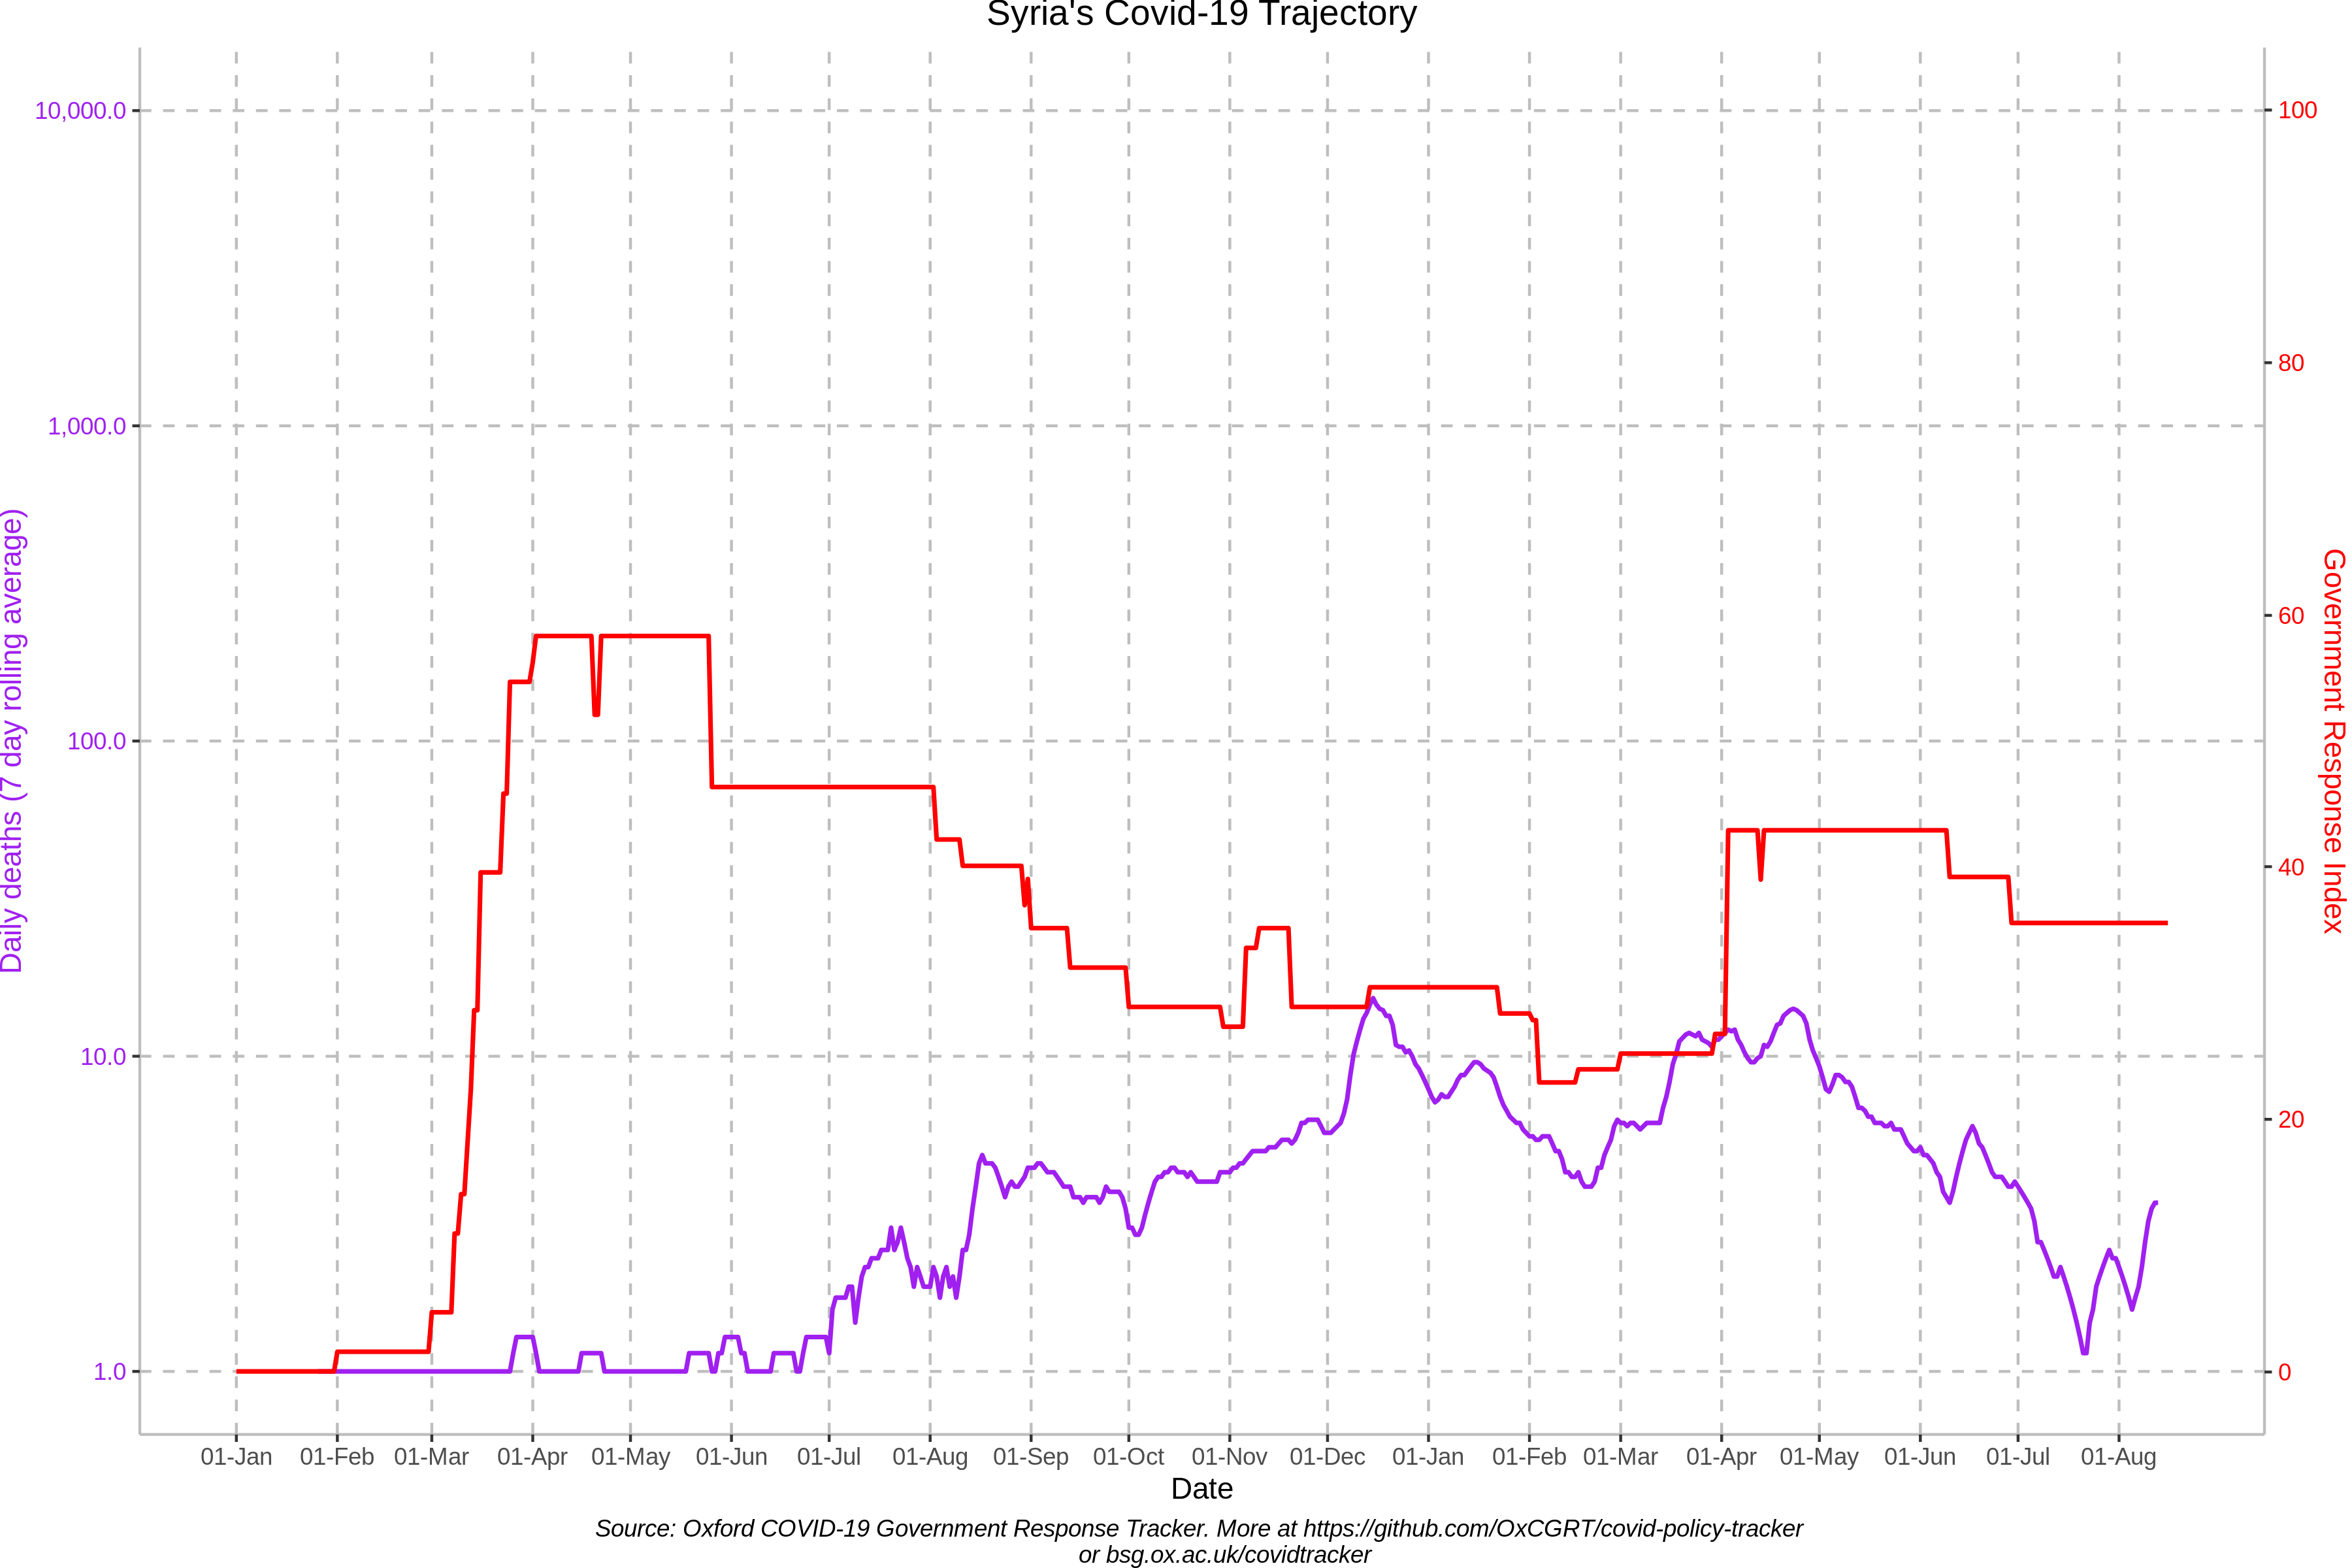 Syria's Covid-19 Trajectory
10,000.0
1,000.0
100.0
10.0
1.0
Daily deaths (7 day rolling average)
100
80
60
40
20
0
Government Response Index
01-Jan 01-Feb 01-Mar 01-Apr 01-May 01-Jun 01-Jul 01-Aug 01-Sep 01-Oct 01-Nov 01-Dec 01-Jan 01-Feb 01-Mar 01-Apr 01-May 01-Jun 01-Jul 01-Aug
Date
Source: Oxford COVID-19 Government Response Tracker. More at https://github.com/OxCGRT/covid-policy-tracker
or bsg.ox.ac.uk/covidtracker